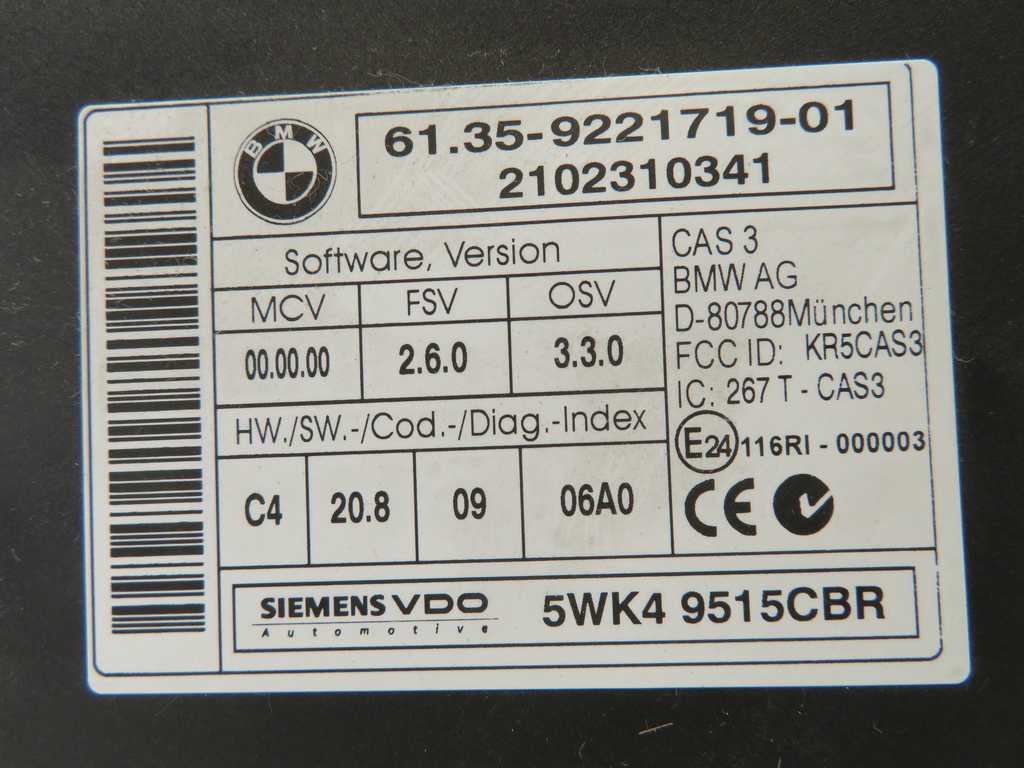 BMW
61.35-9221719-01
2102310341
Software, Version
MCV FSV OSV
00.00.00 2.6.0 3.3.0
HW./SW.-/Cod.-/Diag.-Index
C4 20.8 09 06A0
CAS 3
BMW AG
D-80788München
FCC ID: KR5CAS3
IC: 267 T - CAS3
E24 116RI - 000003
CE
SIEMENS VDO
Automotive
5WK4 9515CBR